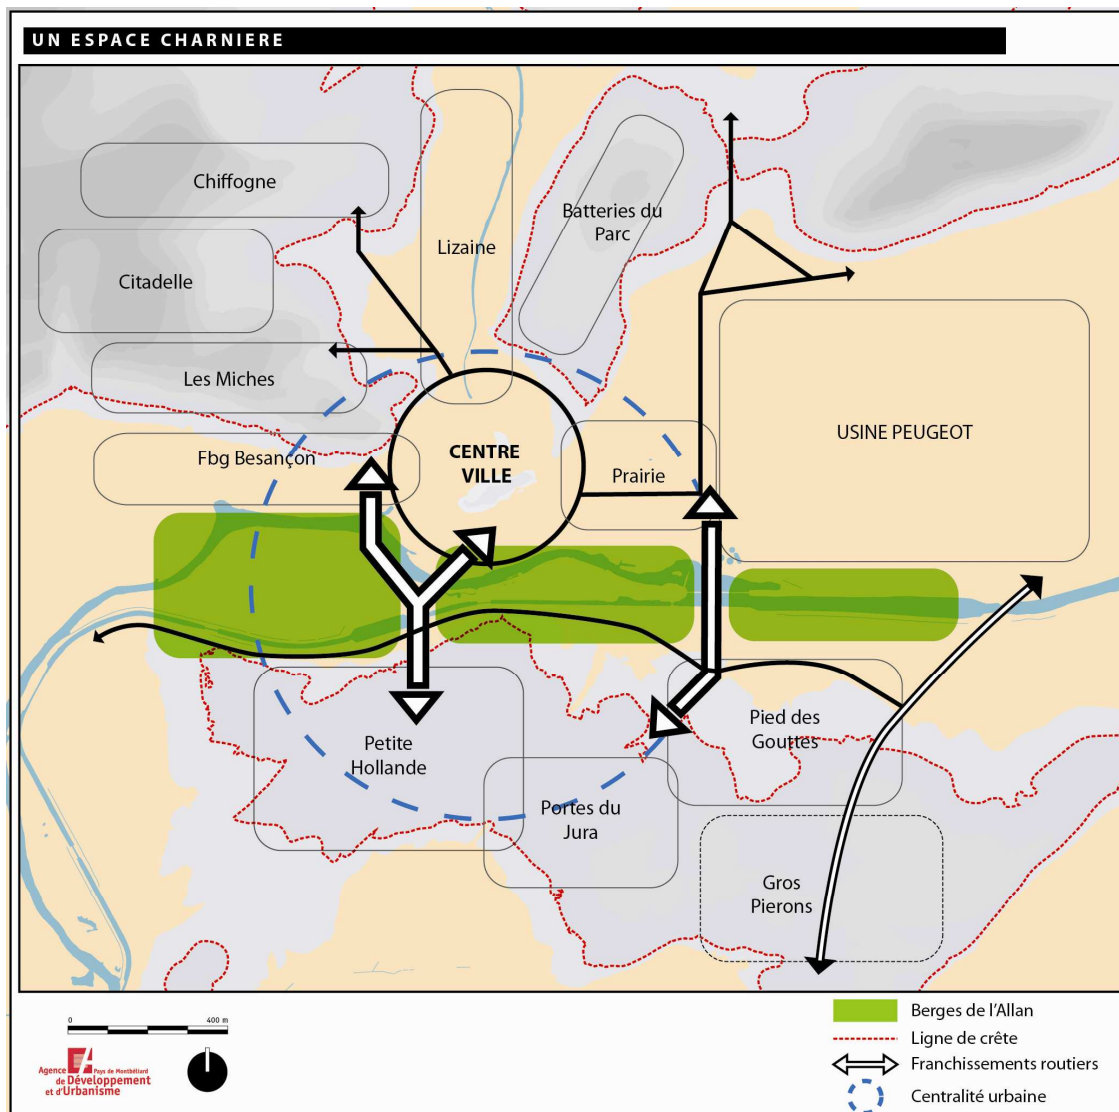 UN ESPACE CHARNIERE
Chiffogne
Citadelle
Les Miches
Fbg Besançon
Lizaine
Batteries du
Parc
CENTRE
VILLE
Prairie
USINE PEUGEOT
Petite
Hollande
Portes du
Jura
Pied des
Gouttes
Gros
Pierons
0 400 m
Agence Pays de Montbéliard
de Développement
et d'Urbanisme
Berges de l'Allan
Ligne de crête
Franchissements routiers
Centralité urbaine